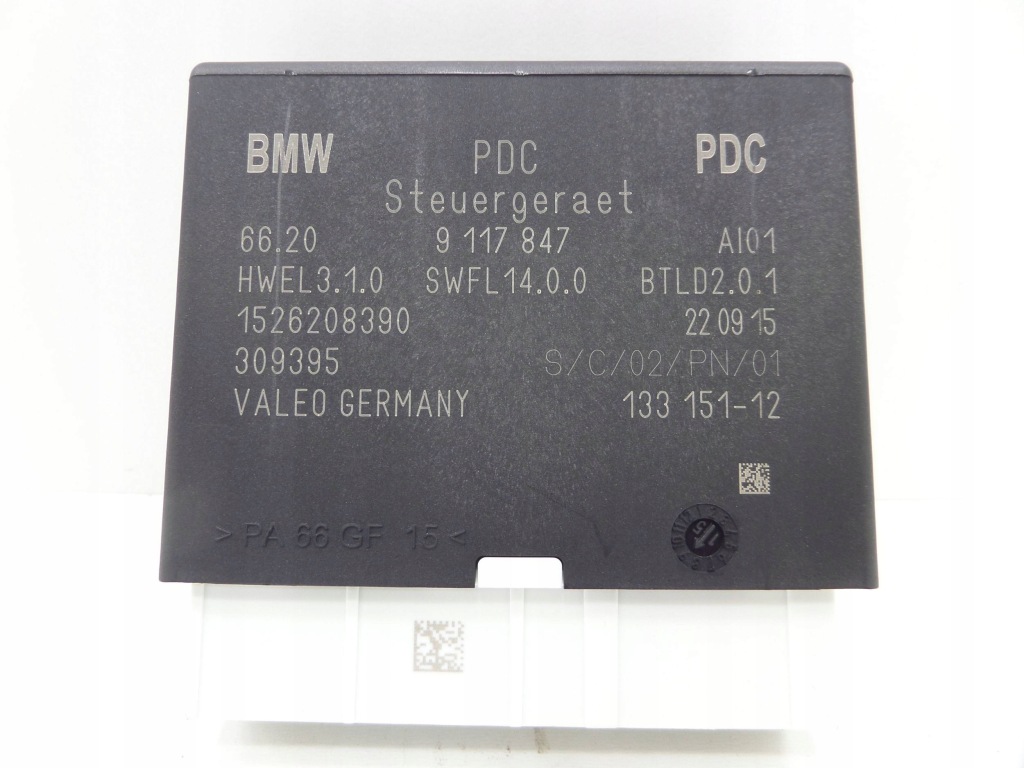 BMW PDC PDC
Steuergeraet
66.20 9 117 847 AI01
HWEL3.1.0 SWFL14.0.0 BTLD2.0.1
1526208390 22 09 15
309395 S/C/02/PN/01
VALEO GERMANY 133 151-12
>PA 66 GF 15<
15